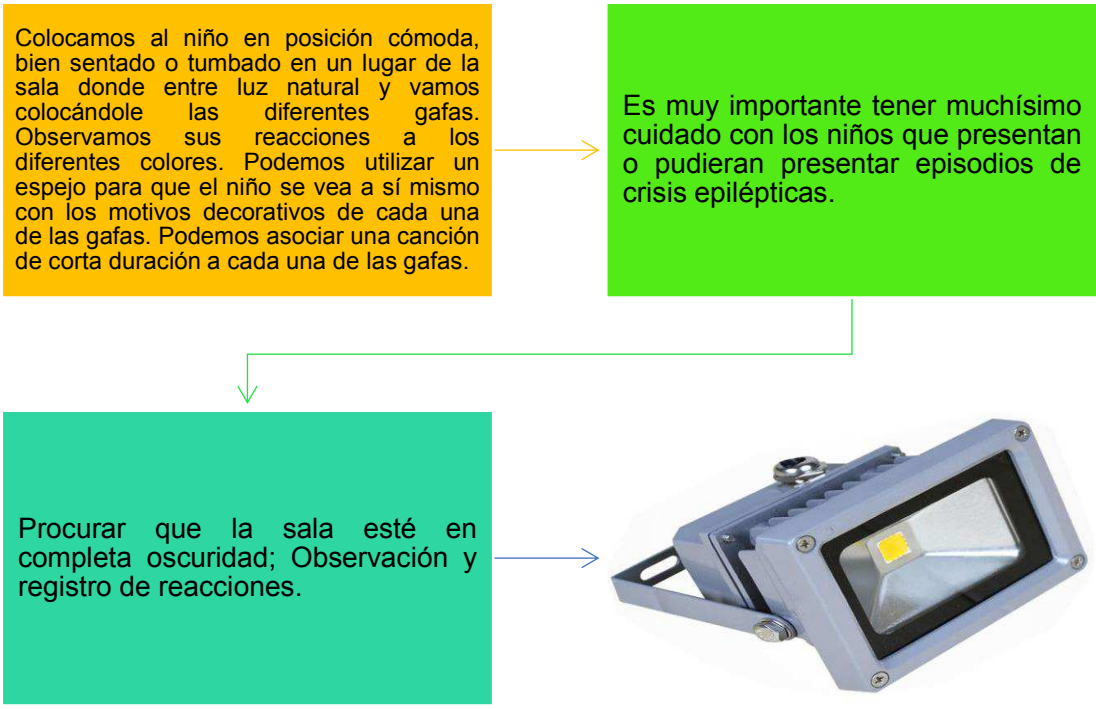 Colocamos al niño en posición cómoda,
bien sentado o tumbado en un lugar de la
sala donde entre luz natural y vamos
colocándole las diferentes gafas.
Observamos sus reacciones a los
diferentes colores. Podemos utilizar un
espejo para que el niño se vea a sí mismo
con los motivos decorativos de cada una
de las gafas. Podemos asociar una canción
de corta duración a cada una de las gafas.
Es muy importante tener muchísimo
cuidado con los niños que presentan
o pudieran presentar episodios de
crisis epilépticas.
Procurar que la sala esté en
completa oscuridad; Observación y
registro de reacciones.